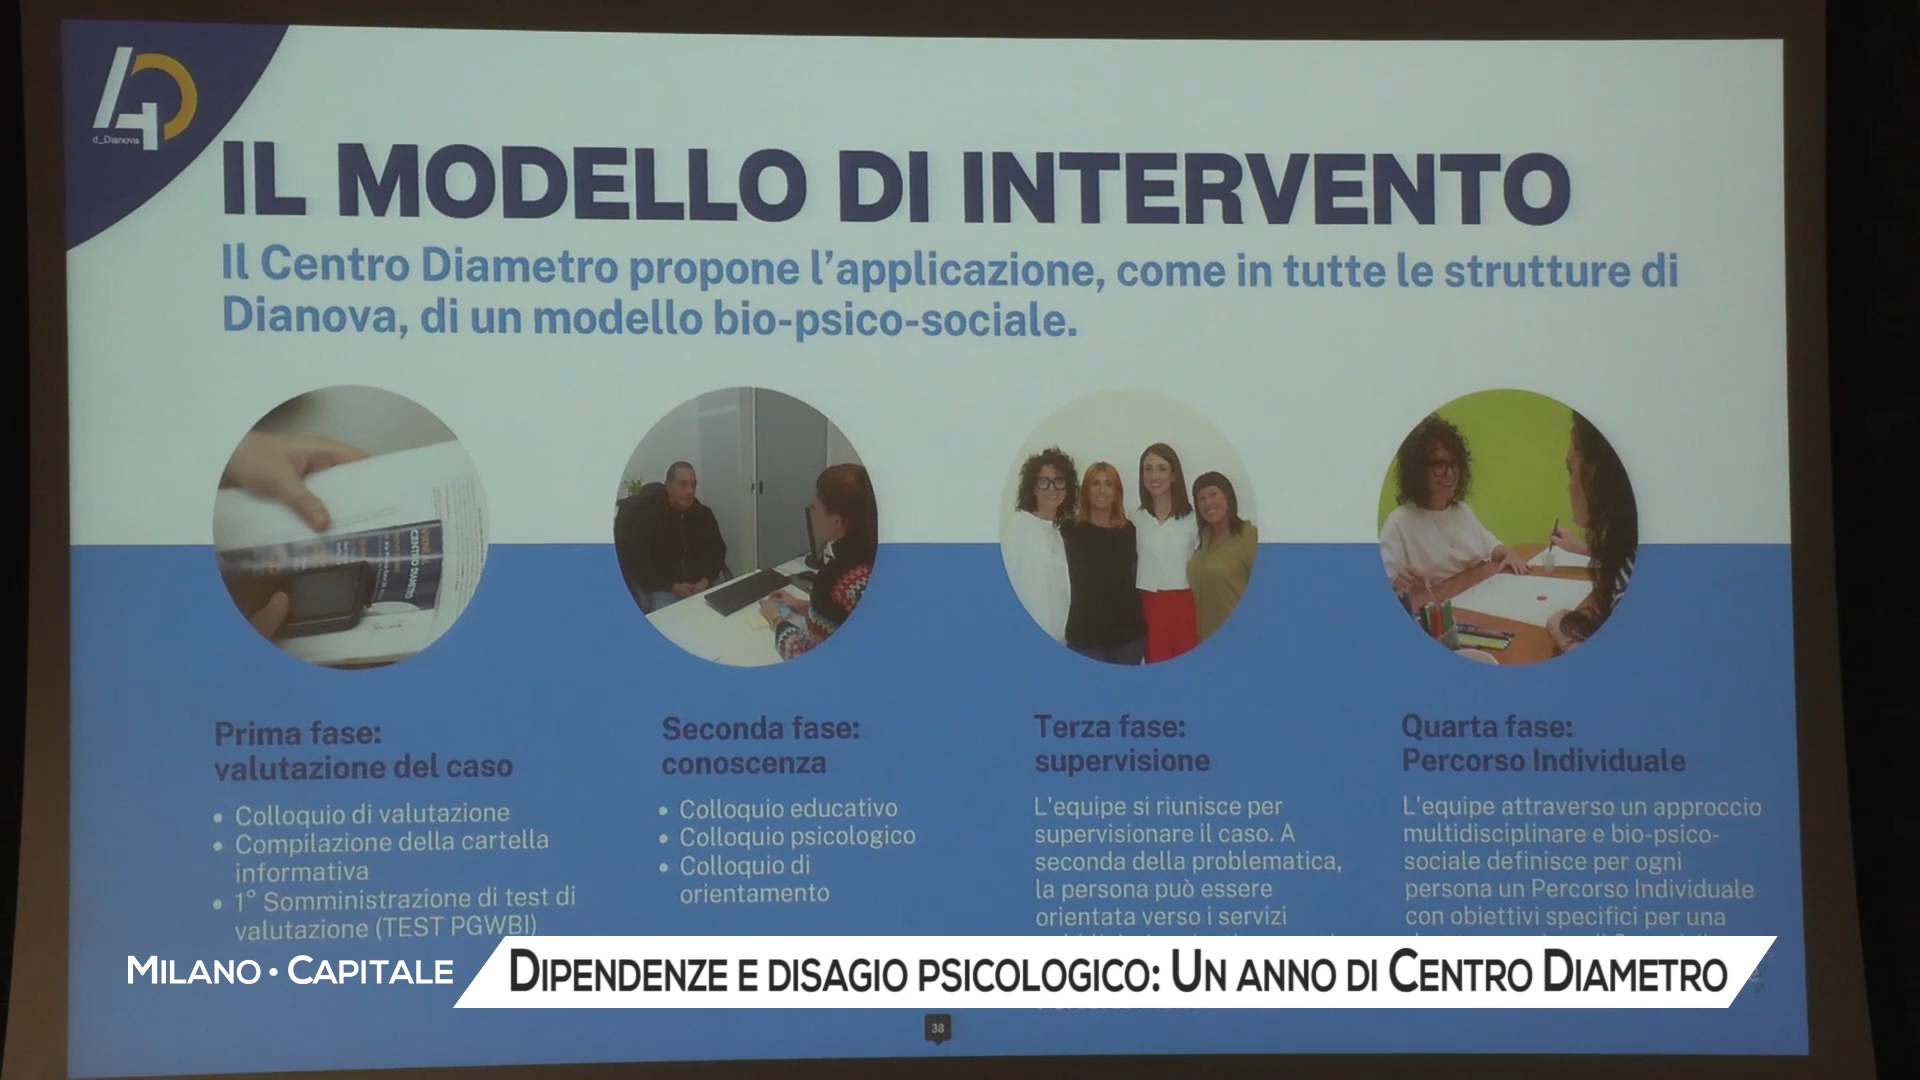 d_Dianova
IL MODELLO DI INTERVENTO
Il Centro Diametro propone l'applicazione, come in tutte le strutture di
Dianova, di un modello bio-psico-sociale.
CENTRO DIAMETRO
Prima fase:
valutazione del caso
• Colloquio di valutazione
• Compilazione della cartella
informativa
• 1° Somministrazione di test di
valutazione (TEST PGWBI)
Seconda fase:
conoscenza
• Colloquio educativo
• Colloquio psicologico
• Colloquio di
orientamento
Terza fase:
supervisione
L'equipe si riunisce per
supervisionare il caso. A
seconda della problematica,
la persona può essere
orientata verso i servizi
Quarta fase:
Percorso Individuale
L'equipe attraverso un approccio
multidisciplinare e bio-psico-
sociale definisce per ogni
persona un Percorso Individuale
con obiettivi specifici per una
MILANO • CAPITALE
DIPENDENZE E DISAGIO PSICOLOGICO: UN ANNO DI CENTRO DIAMETRO
38